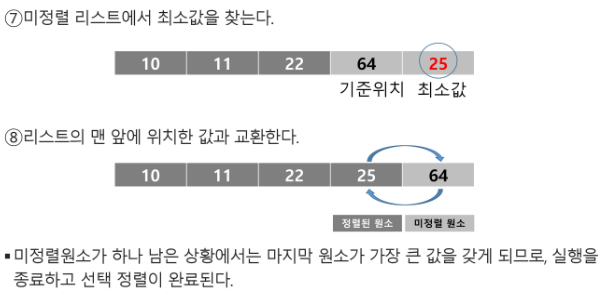 ⑦미정렬 리스트에서 최소값을 찾는다.
10 11 22 64 25
기준위치 최소값
⑧리스트의 맨 앞에 위치한 값과 교환한다.
10 11 22 25 64
정렬된 원소 미정렬 원소
▪ 미정렬원소가 하나 남은 상황에서는 마지막 원소가 가장 큰 값을 갖게 되므로, 실행을
종료하고 선택 정렬이 완료된다.